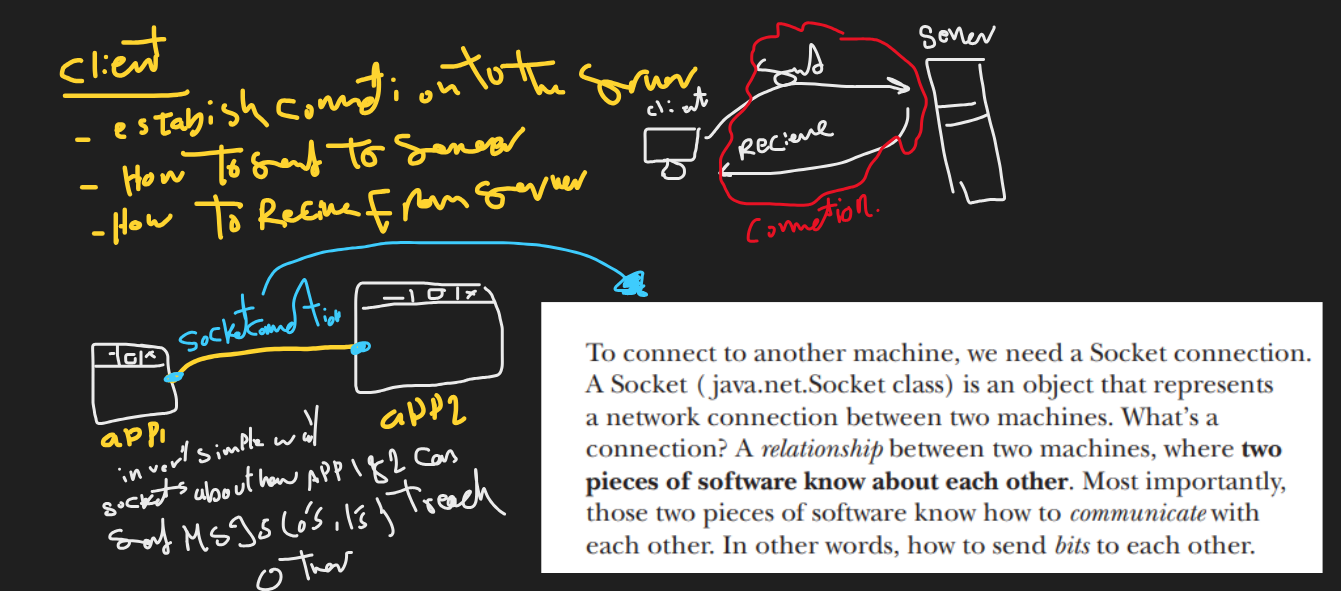 Client
- establish connection to the server
- How To send To Server
- How To Recieve From Server
client
Send
Recieve
Server
Connection.
Socket connection
app1
app2
in very simple way
sockets about how APP 1 & 2 can
send MSgs (0's, 1's) To each
other
To connect to another machine, we need a Socket connection.
A Socket ( java.net.Socket class) is an object that represents
a network connection between two machines. What’s a
connection? A relationship between two machines, where two
pieces of software know about each other. Most importantly,
those two pieces of software know how to communicate with
each other. In other words, how to send bits to each other.